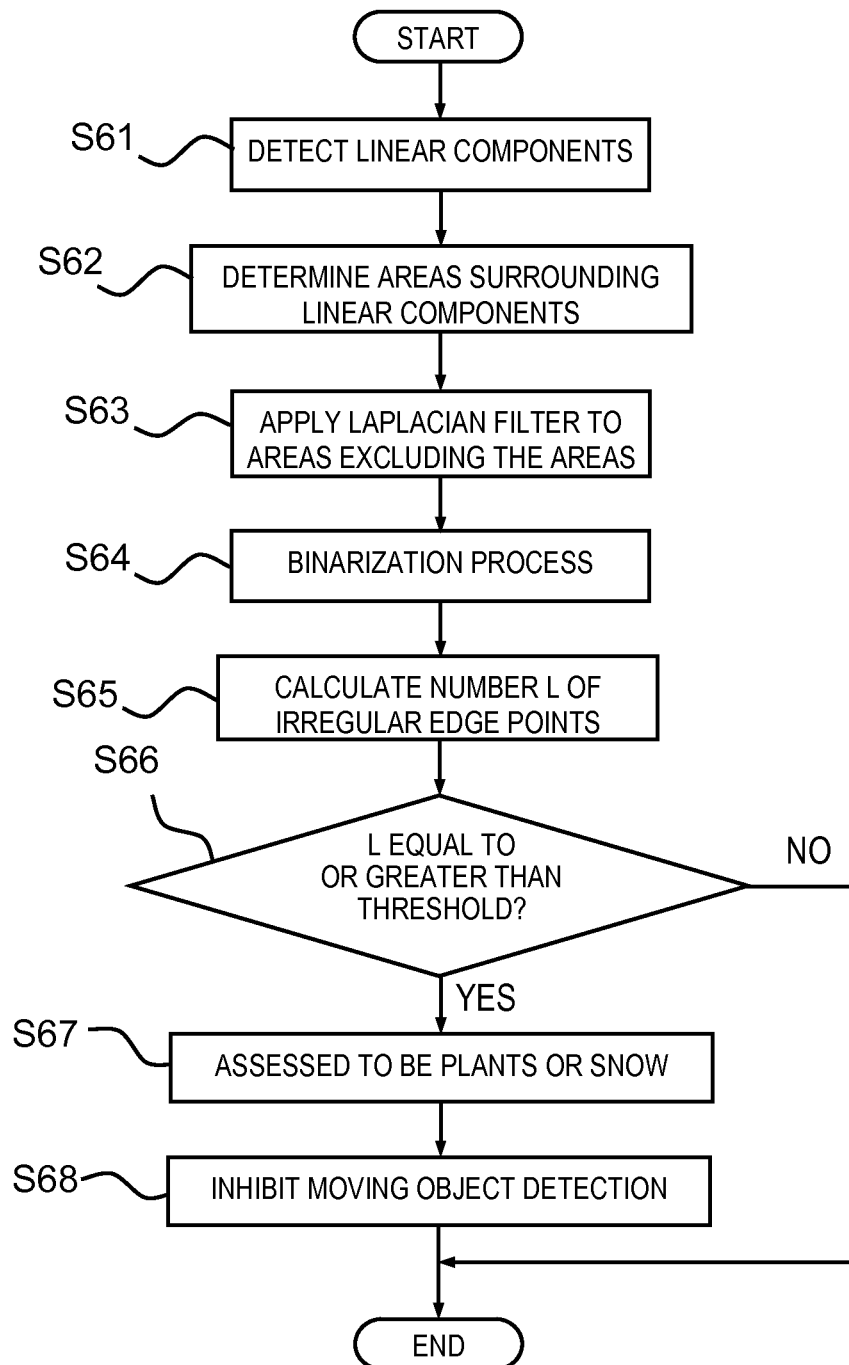 START
S61
DETECT LINEAR COMPONENTS
S62
DETERMINE AREAS SURROUNDING
LINEAR COMPONENTS
S63
APPLY LAPLACIAN FILTER TO
AREAS EXCLUDING THE AREAS
S64
BINARIZATION PROCESS
S65
CALCULATE NUMBER L OF
IRREGULAR EDGE POINTS
S66
L EQUAL TO
OR GREATER THAN
THRESHOLD?
NO
YES
S67
ASSESSED TO BE PLANTS OR SNOW
S68
INHIBIT MOVING OBJECT DETECTION
END